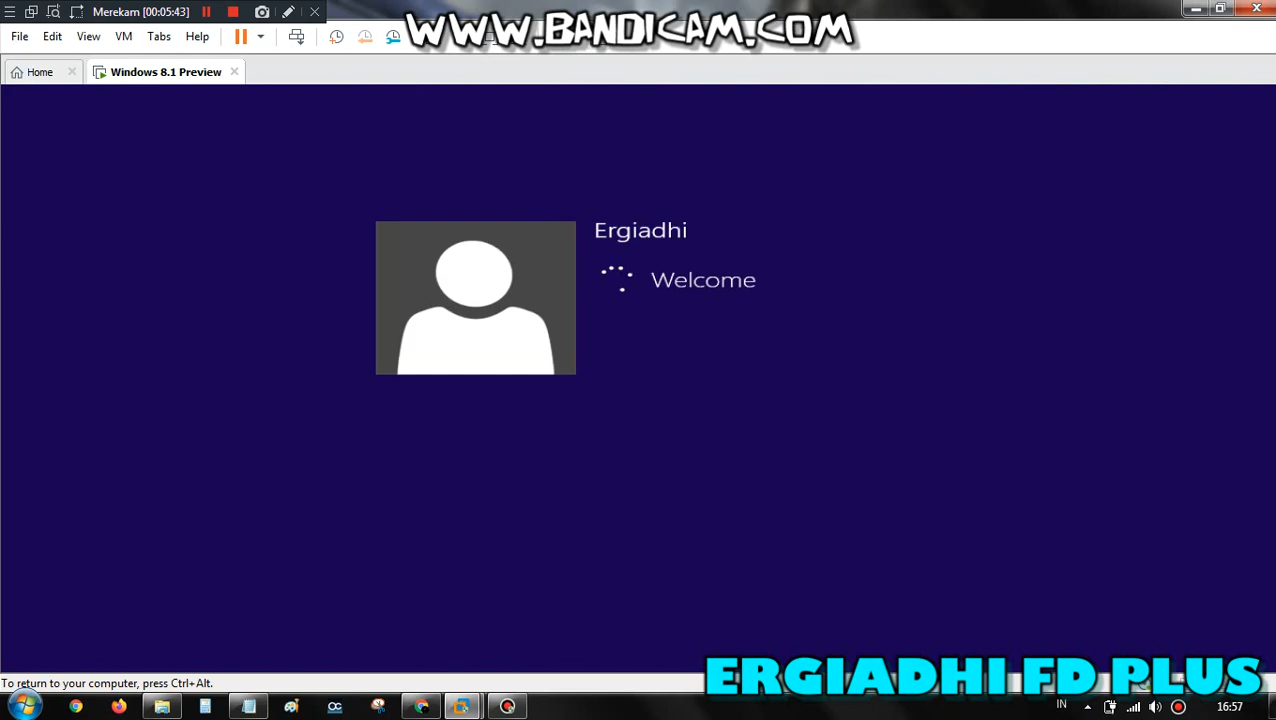 Merekam [00:05:43]
WWW.BANDICAM.COM
File Edit View VM Tabs Help
Home Windows 8.1 Preview
Ergiadhi
Welcome
To return to your computer, press Ctrl+Alt.
ERGIADHI FD PLUS
IN 16:57